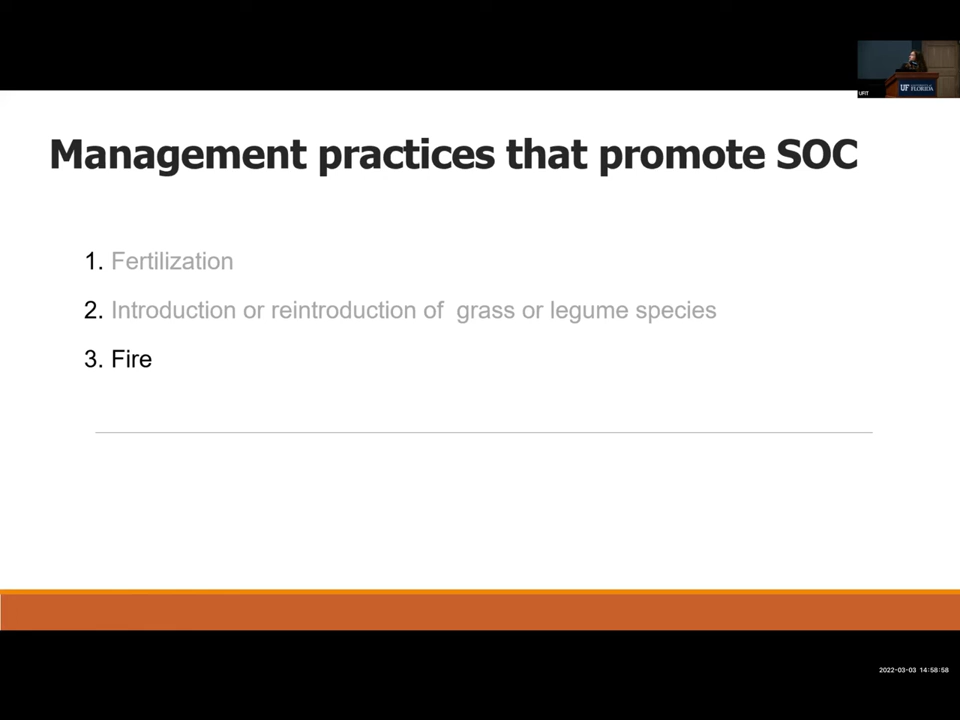 UF FLORIDA
UFIT
Management practices that promote SOC
1. Fertilization
2. Introduction or reintroduction of grass or legume species
3. Fire
2022-03-03 14:58:58